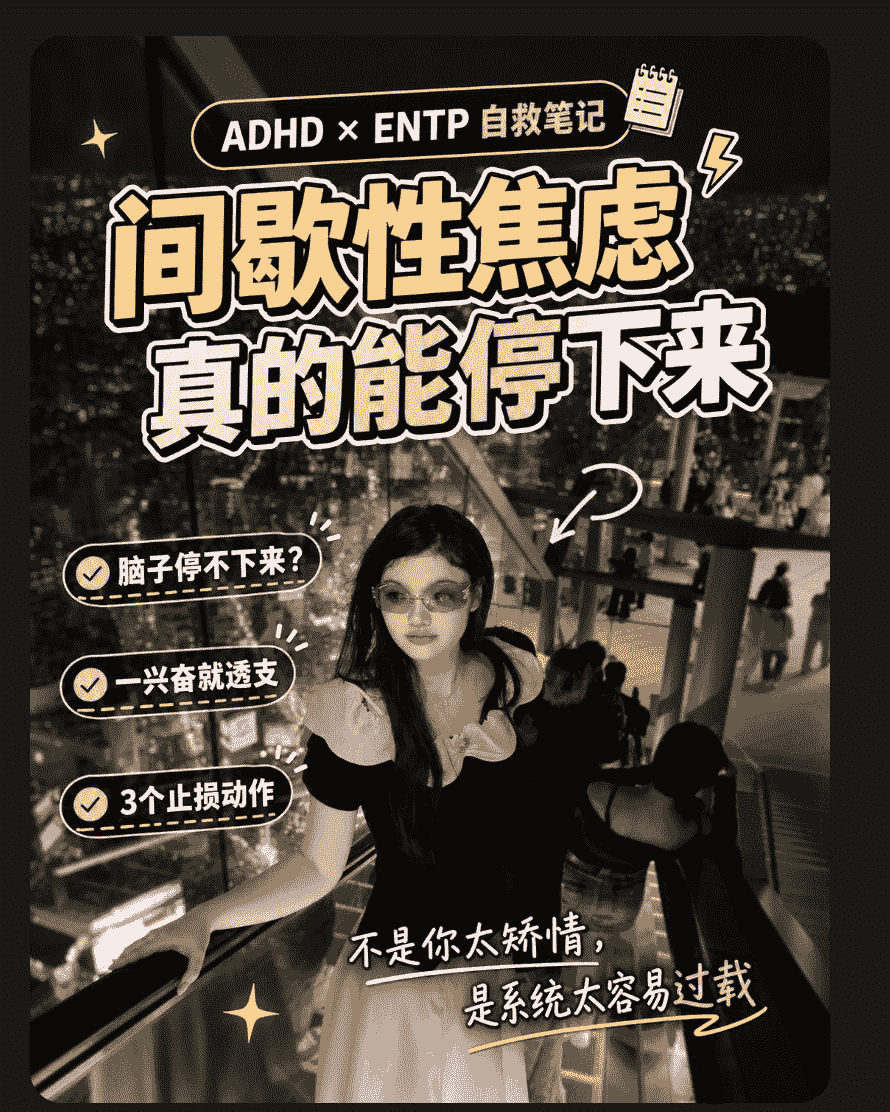 ADHD × ENTP 自救笔记
间歇性焦虑
真的能停下来
脑子停不下来?
一兴奋就透支
3个止损动作
不是你太矫情，
是系统太容易过载